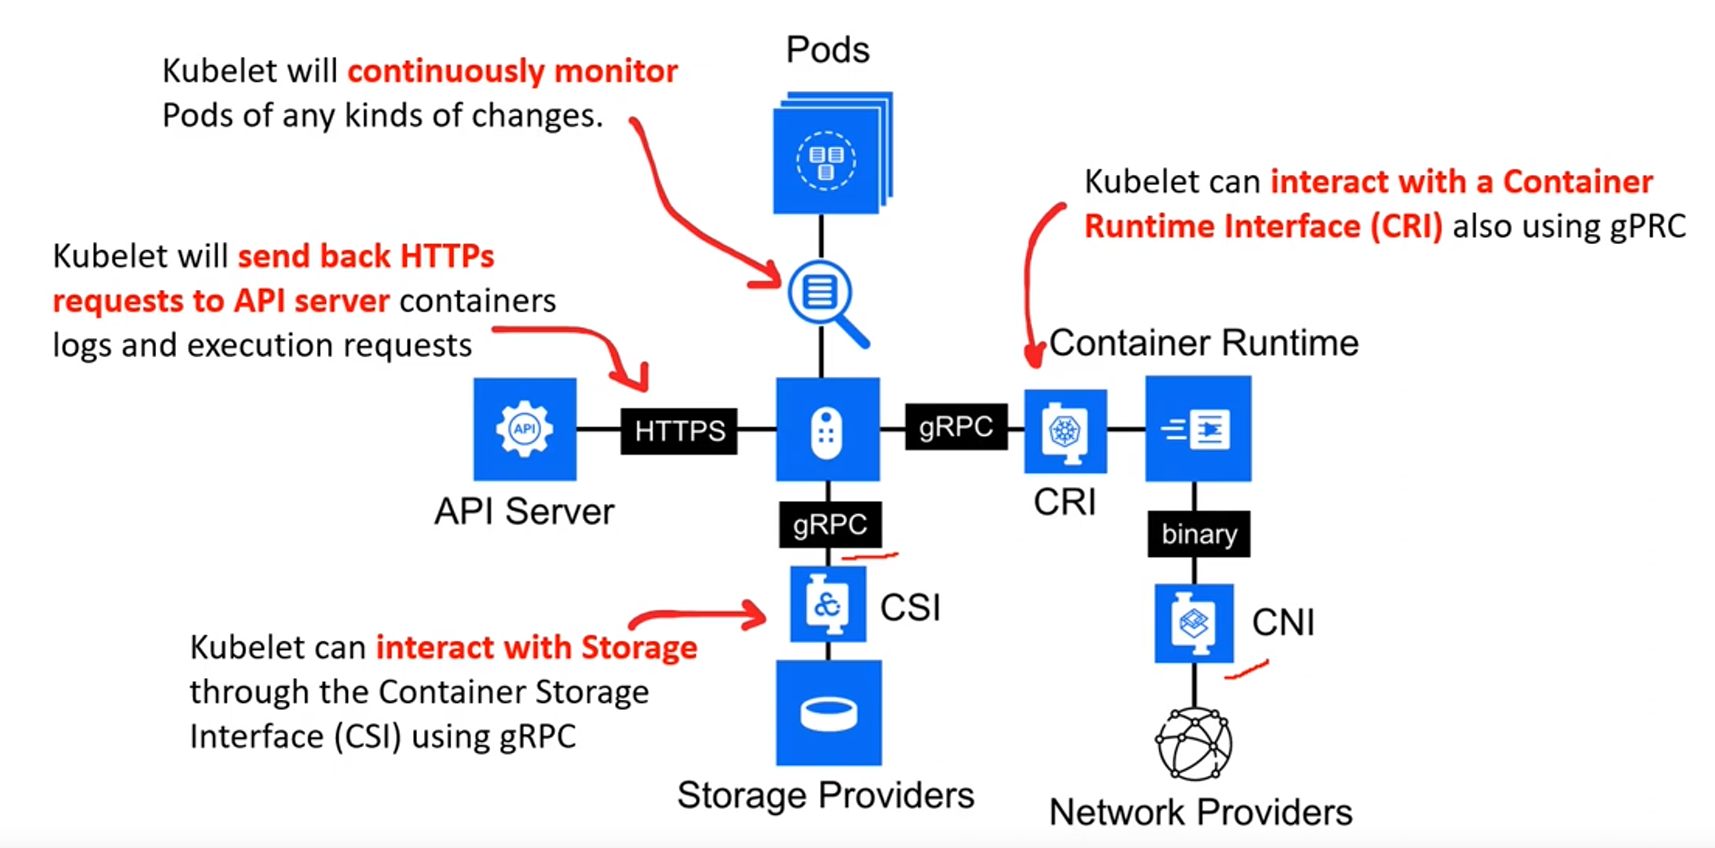 Pods
Kubelet will continuously monitor
Pods of any kinds of changes.
Kubelet can interact with a Container
Runtime Interface (CRI) also using gPRC
Kubelet will send back HTTPs
requests to API server containers
logs and execution requests
Container Runtime
API
HTTPS
gRPC
API Server
CRI
gRPC
binary
CSI
CNI
Kubelet can interact with Storage
through the Container Storage
Interface (CSI) using gRPC
Storage Providers
Network Providers